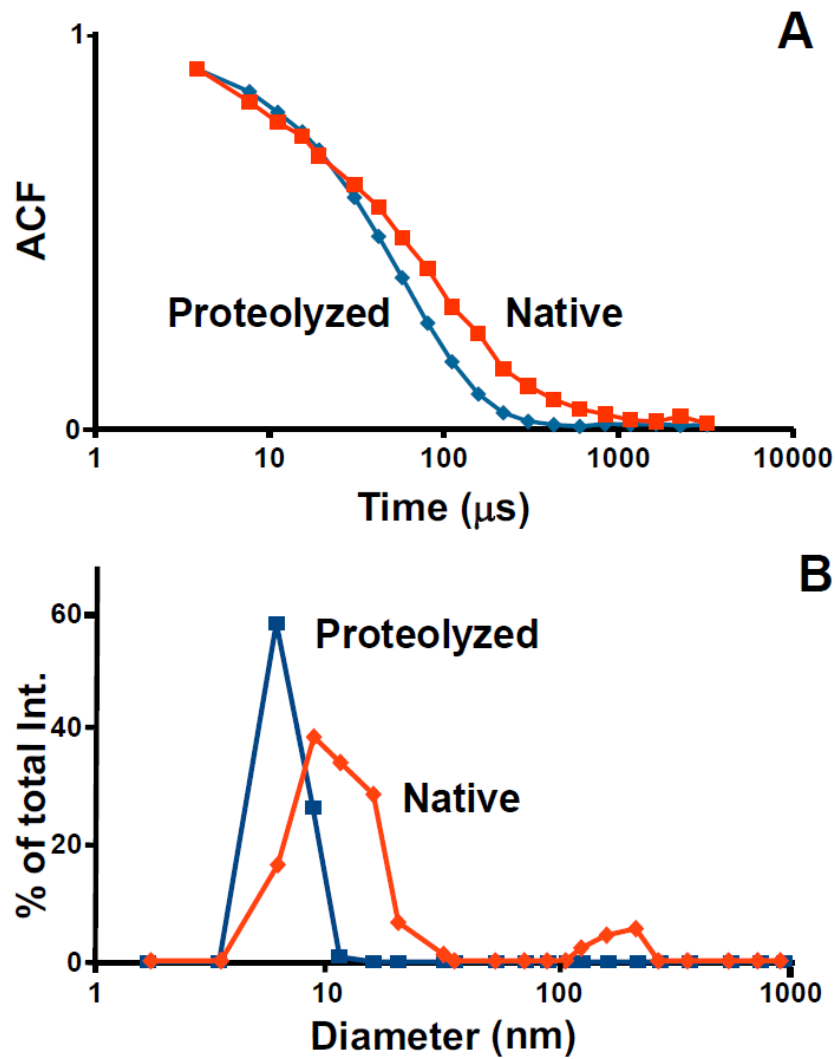 A
1
ACF
Proteolyzed
Native
0
1
10
100
1000
10000
Time (μs)
B
60
Proteolyzed
40
Native
% of total Int.
20
0
1
10
100
1000
Diameter (nm)